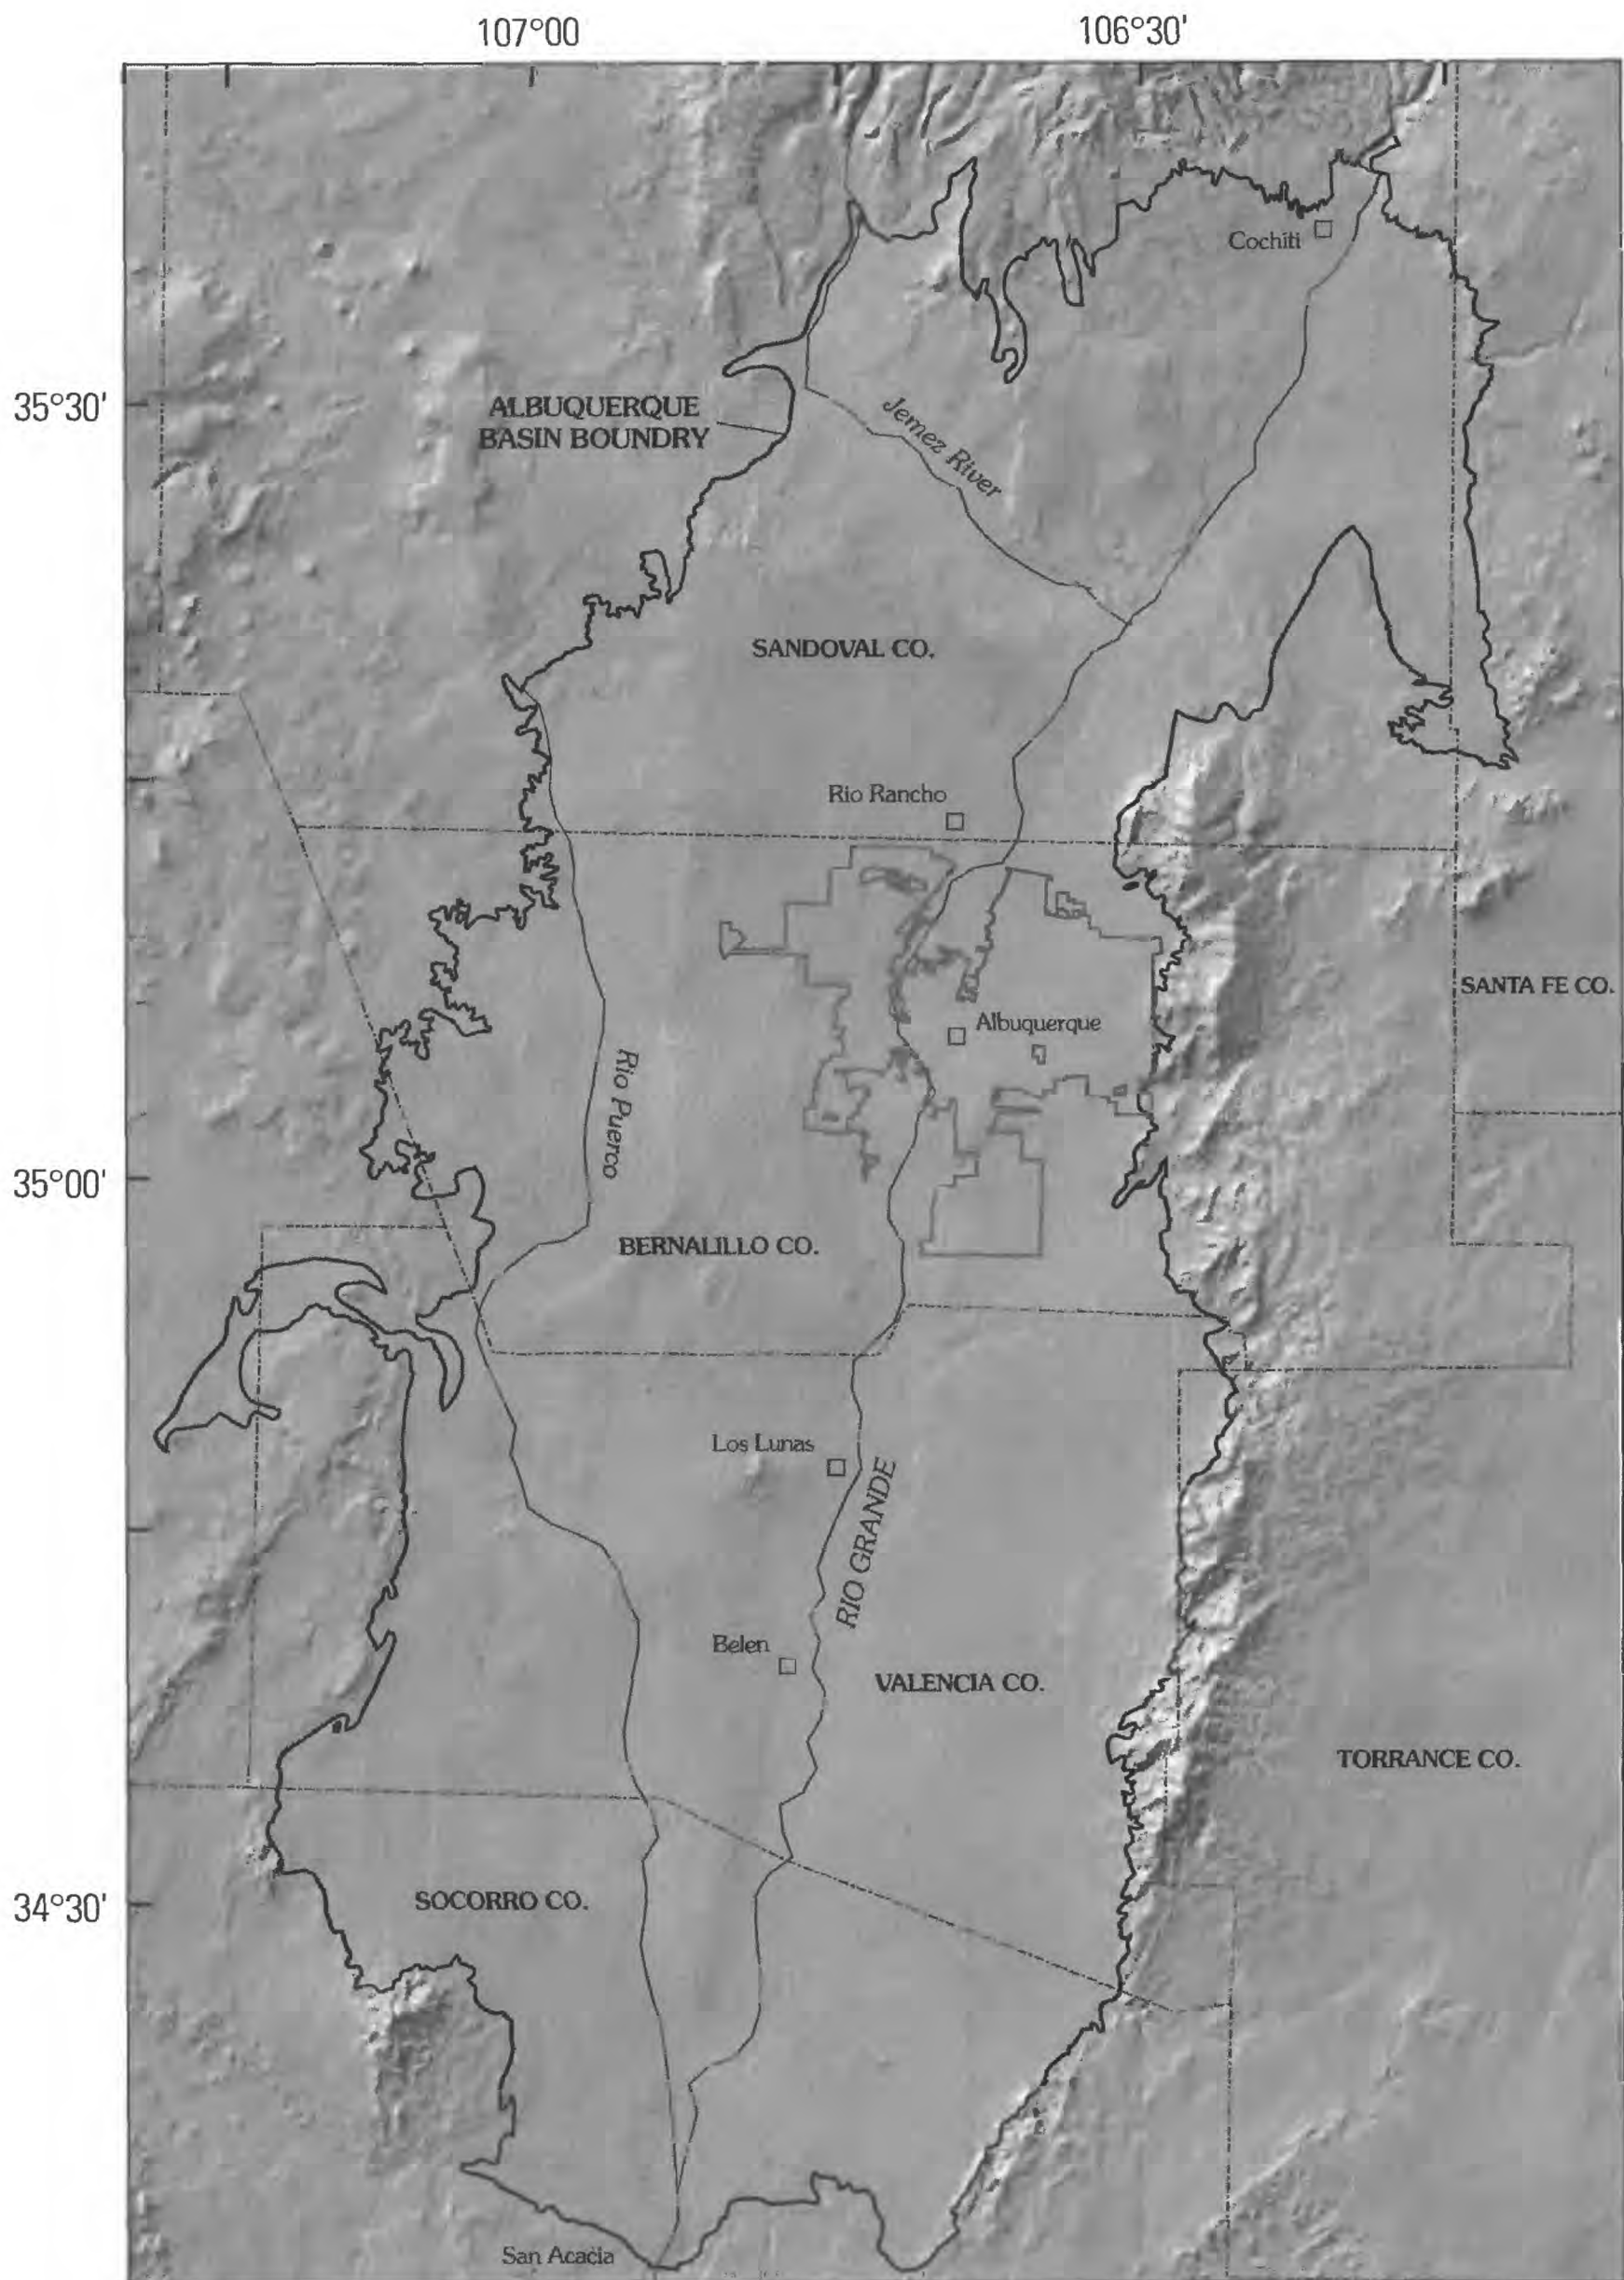 107°00
106°30'
Cochiti
35°30'
ALBUQUERQUE
BASIN BOUNDRY
Jemez River
SANDOVAL CO.
Rio Rancho
SANTA FE CO.
Albuquerque
Rio Puerco
35°00'
BERNALILLO CO.
Los Lunas
RIO GRANDE
Belen
VALENCIA CO.
TORRANCE CO.
34°30'
SOCORRO CO.
San Acacia